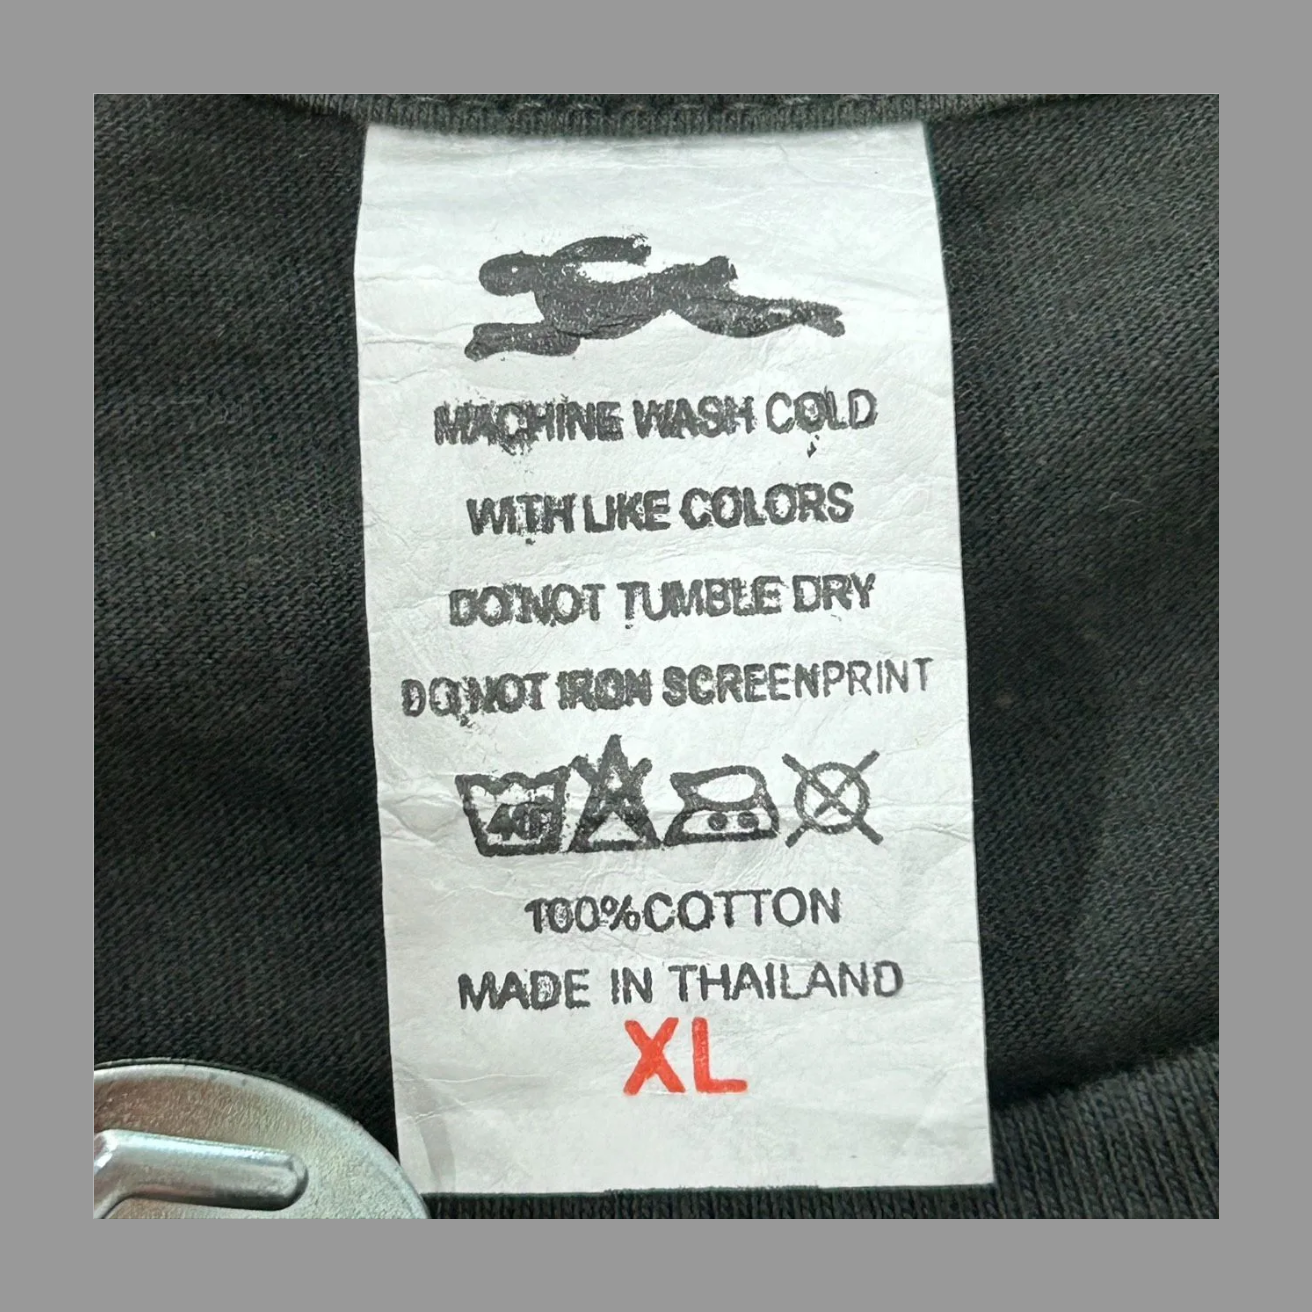 MACHINE WASH COLD
WITH LIKE COLORS
DO NOT TUMBLE DRY
DO NOT IRON SCREENPRINT
40
100%COTTON
MADE IN THAILAND
XL